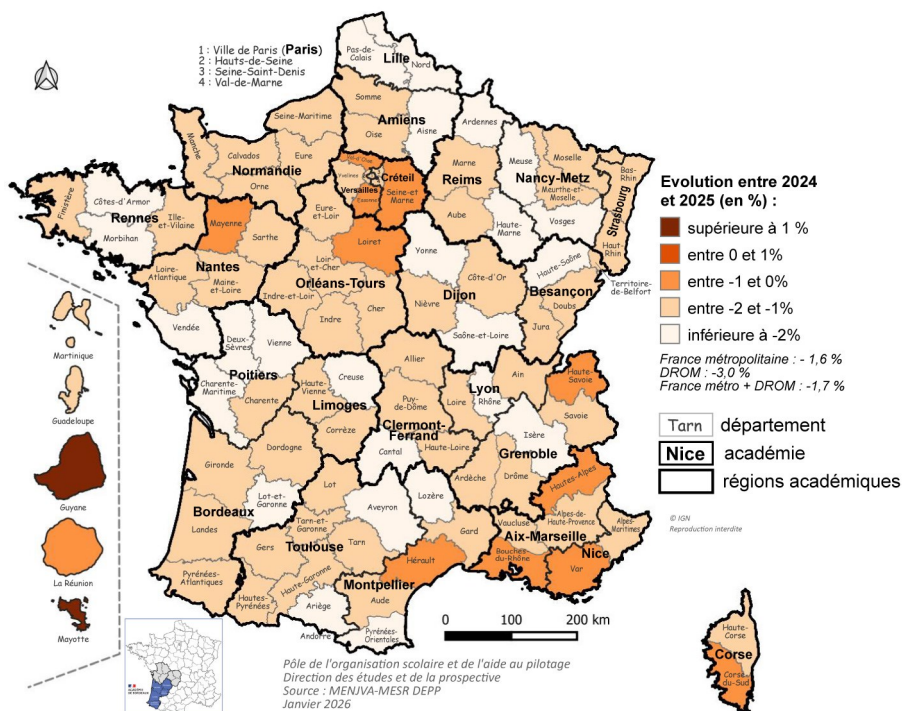 1 : Ville de Paris (Paris)
2 : Hauts-de-Seine
3 : Seine-Saint-Denis
4 : Val-de-Marne
Pas-de-
Calais
Lille
Nord
Somme
Amiens
Oise
Aisne
Ardennes
Seine-Maritime
Manche
Calvados
Eure
Normandie
Orne
Val-d'Oise
Yvelines
Versailles
Essonne
Créteil
Seine-et
Marne
Marne
Reims
Aube
Haute-
Marne
Meuse
Moselle
Nancy-Metz
Meurthe-et
Moselle
Vosges
Bas-
Rhin
Strasbourg
Haut-
Rhin
Territoire-
de-Belfort
Finistère
Côtes-d'Armor
Rennes
Morbihan
Ille-et
Vilaine
Mayenne
Sarthe
Nantes
Loire-
Atlantique
Maine-
et-Loire
Vendée
Eure-
et-Loir
Loiret
Loir-
et-Cher
Orléans-Tours
Indre-et-Loir
Indre
Cher
Yonne
Côte-d'Or
Dijon
Nièvre
Saône-et-Loire
Haute-Saône
Besançon
Doubs
Jura
Deux-
Sèvres
Vienne
Poitiers
Charente-
Maritime
Charente
Haute-
Vienne
Creuse
Limoges
Corrèze
Allier
Puy-
de-Dôme
Clermont-
Ferrand
Cantal
Haute-Loire
Loire
Lyon
Rhône
Ain
Haute-
Savoie
Savoie
Isère
Grenoble
Ardèche
Drôme
Hautes-Alpes
Dordogne
Gironde
Lot-et
Garonne
Bordeaux
Landes
Pyrénées-
Atlantiques
Lot
Aveyron
Tarn-et
Garonne
Toulouse
Tarn
Gers
Haute-Garonne
Hautes-
Pyrénées
Ariège
Andorre
Lozère
Gard
Hérault
Montpellier
Aude
Pyrénées-
Orientales
Vaucluse
Alpes-de-
Haute-Provence
Alpes-
Maritimes
Aix-Marseille
Bouches-
du-Rhône
Nice
Var
Haute-
Corse
Corse
Corse-
du-Sud
Martinique
Guadeloupe
Guyane
La Réunion
Mayotte
Evolution entre 2024
et 2025 (en %) :
supérieure à 1 %
entre 0 et 1%
entre -1 et 0%
entre -2 et -1%
inférieure à -2%
France métropolitaine : - 1,6 %
DROM : -3,0 %
France métro + DROM : -1,7 %
Tarn département
Nice académie
régions académiques
© IGN
Reproduction interdite
0 100 200 km
Pôle de l'organisation scolaire et de l'aide au pilotage
Direction des études et de la prospective
Source : MENJVA-MESR DEPP
Janvier 2026